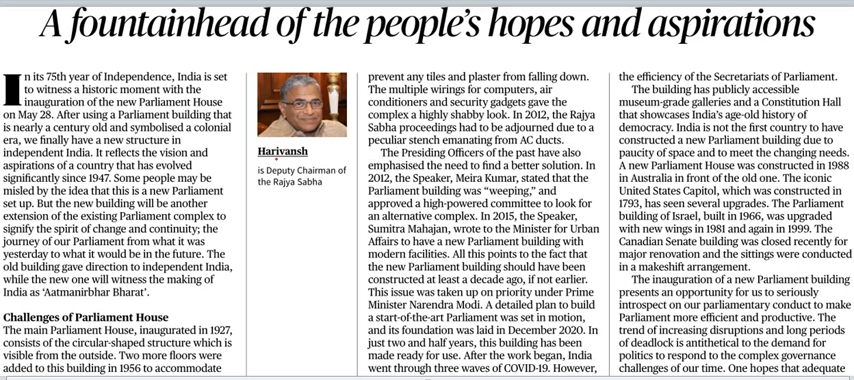 A fountainhead of the people's hopes and aspirations
In its 75th year of Independence, India is set
to witness a historic moment with the
inauguration of the new Parliament House
on May 28. After using a Parliament building that
is nearly a century old and symbolised a colonial
era, we finally have a new structure in
independent India. It reflects the vision and
aspirations of a country that has evolved
significantly since 1947. Some people may be
misled by the idea that this is a new Parliament
set up. But the new building will be another
extension of the existing Parliament complex to
signify the spirit of change and continuity; the
journey of our Parliament from what it was
yesterday to what it would be in the future. The
old building gave direction to independent India,
while the new one will witness the making of
India as 'Aatmanirbhar Bharat'.
Challenges of Parliament House
The main Parliament House, inaugurated in 1927,
consists of the circular-shaped structure which is
visible from the outside. Two more floors were
added to this building in 1956 to accommodate
Harivansh
is Deputy Chairman of
the Rajya Sabha
prevent any tiles and plaster from falling down.
The multiple wirings for computers, air
conditioners and security gadgets gave the
complex a highly shabby look. In 2012, the Rajya
Sabha proceedings had to be adjourned due to a
peculiar stench emanating from AC ducts.
The Presiding Officers of the past have also
emphasised the need to find a better solution. In
2012, the Speaker, Meira Kumar, stated that the
Parliament building was "weeping," and
approved a high-powered committee to look for
an alternative complex. In 2015, the Speaker,
Sumitra Mahajan, wrote to the Minister for Urban
Affairs to have a new Parliament building with
modern facilities. All this points to the fact that
the new Parliament building should have been
constructed at least a decade ago, if not earlier.
This issue was taken up on priority under Prime
Minister Narendra Modi. A detailed plan to build
a start-of-the-art Parliament was set in motion,
and its foundation was laid in December 2020. In
just two and half years, this building has been
made ready for use. After the work began, India
went through three waves of COVID-19. However,
the efficiency of the Secretariats of Parliament.
The building has publicly accessible
museum-grade galleries and a Constitution Hall
that showcases India's age-old history of
democracy. India is not the first country to have
constructed a new Parliament building due to
paucity of space and to meet the changing needs.
A new Parliament House was constructed in 1988
in Australia in front of the old one. The iconic
United States Capitol, which was constructed in
1793, has seen several upgrades. The Parliament
building of Israel, built in 1966, was upgraded
with new wings in 1981 and again in 1999. The
Canadian Senate building was closed recently for
major renovation and the sittings were conducted
in a makeshift arrangement.
The inauguration of a new Parliament building
presents an opportunity for us to seriously
introspect on our parliamentary conduct to make
Parliament more efficient and productive. The
trend of increasing disruptions and long periods
of deadlock is antithetical to the demand for
politics to respond to the complex governance
challenges of our time. One hopes that adequate